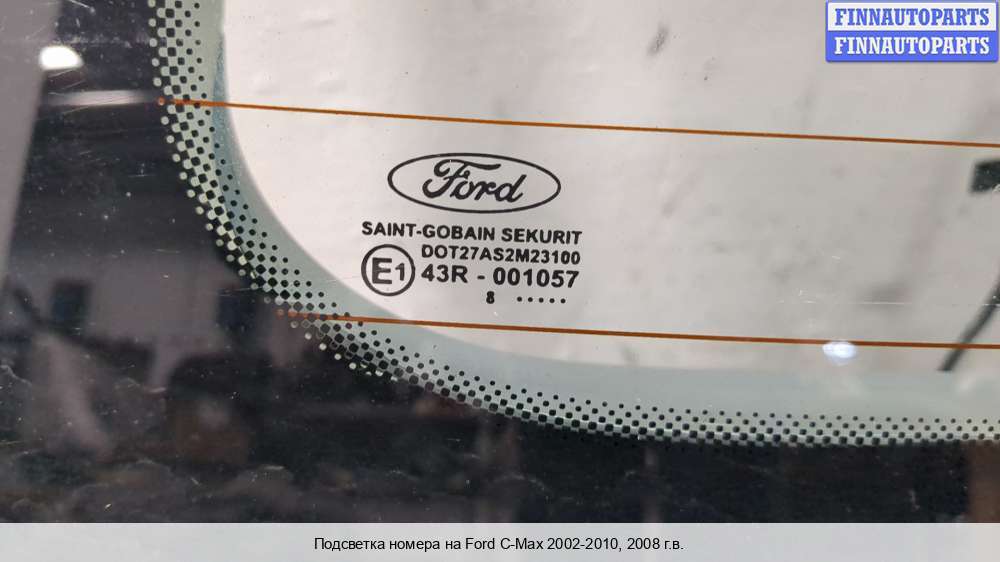 FINNAUTOPARTS
FINNAUTOPARTS
Ford
SAINT-GOBAIN SEKURIT
DOT27AS2M23100
E1 43R - 001057
8 .....
Подсветка номера на Ford C-Max 2002-2010, 2008 г.в.